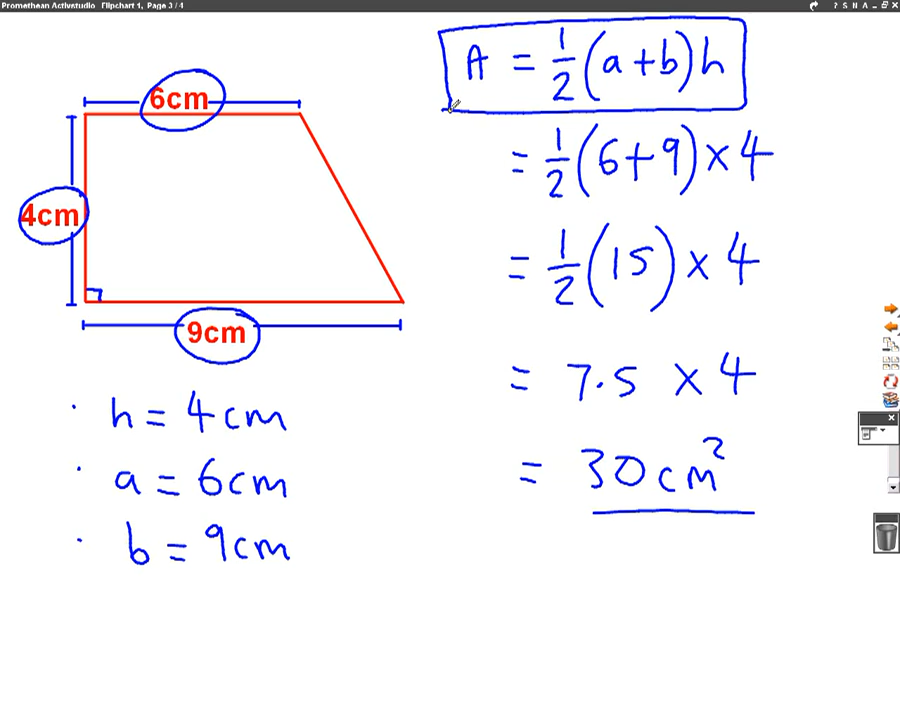 Promethean Activstudio Flipchart 1, Page 3 / 4
? S N A
6cm
4cm
9cm
h = 4cm
a = 6cm
b = 9cm
A = 1/2 (a+b)h
= 1/2 (6+9) × 4
= 1/2 (15) × 4
= 7.5 × 4
= 30cm²